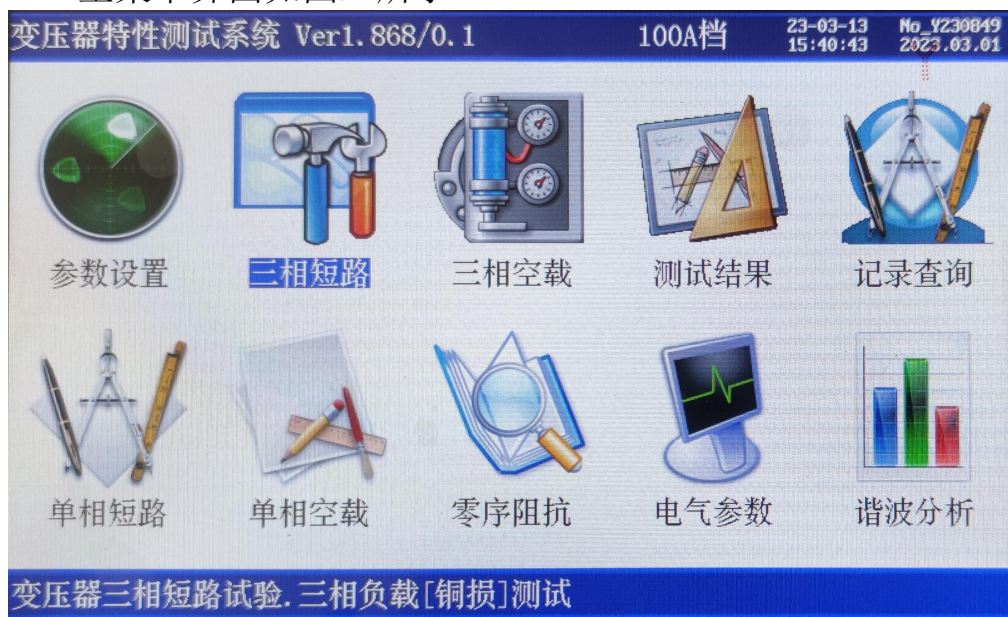 变压器特性测试系统 Ver1.868/0.1 100A档 23-03-13 No_Y230849
15:40:43 2023.03.01
参数设置 三相短路 三相空载 测试结果 记录查询
单相短路 单相空载 零序阻抗 电气参数 谐波分析
变压器三相短路试验.三相负载[铜损]测试